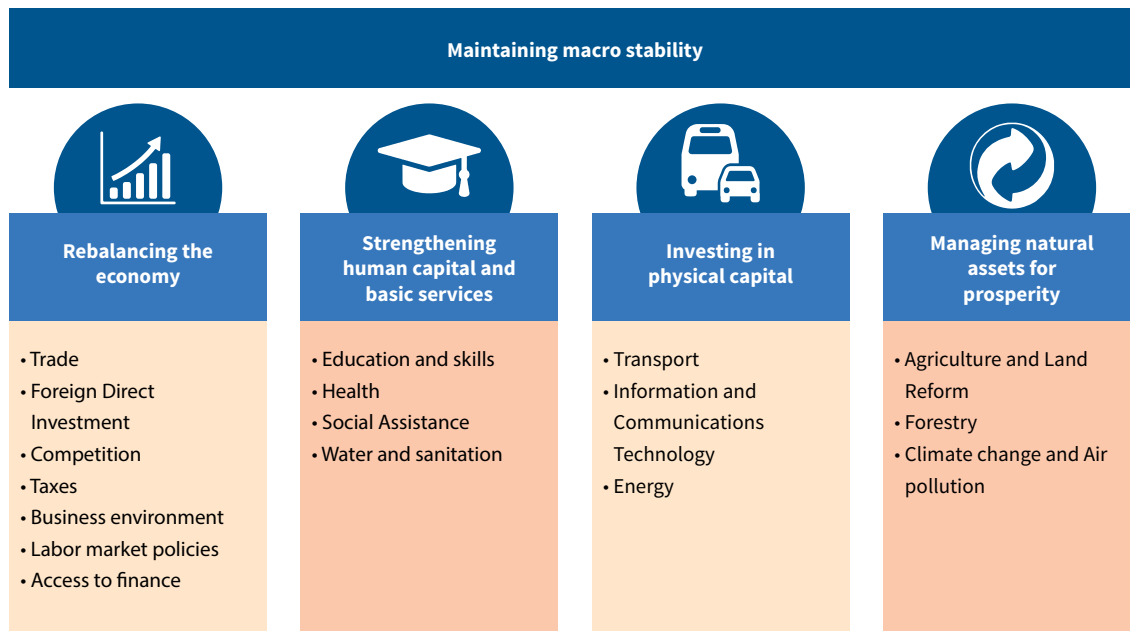 Maintaining macro stability
Rebalancing the
economy
• Trade
• Foreign Direct
Investment
• Competition
• Taxes
• Business environment
• Labor market policies
• Access to finance
Strengthening
human capital and
basic services
• Education and skills
• Health
• Social Assistance
• Water and sanitation
Investing in
physical capital
• Transport
• Information and
Communications
Technology
• Energy
Managing natural
assets for
prosperity
• Agriculture and Land
Reform
• Forestry
• Climate change and Air
pollution